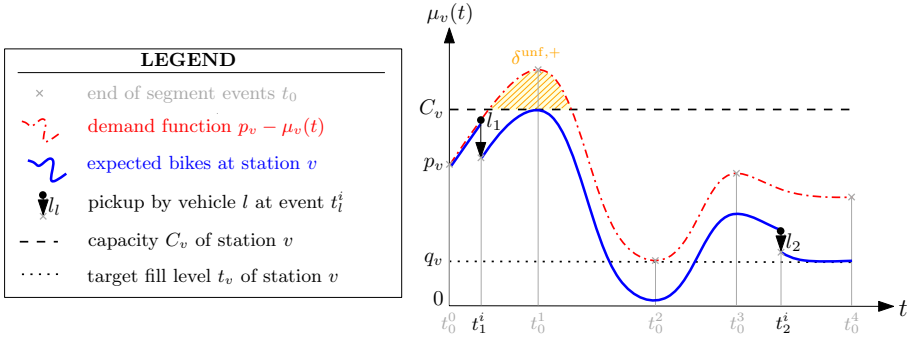 LEGEND
end of segment events t_0
demand function p_v − μ_v(t)
expected bikes at station v
l_l pickup by vehicle l at event t_l^i
capacity C_v of station v
target fill level t_v of station v
μ_v(t)
δ^{unf,+}
C_v
l_1
p_v
l_2
q_v
0
t_0^0 t_1^i t_0^1 t_0^2 t_0^3 t_2^i t_0^4 t